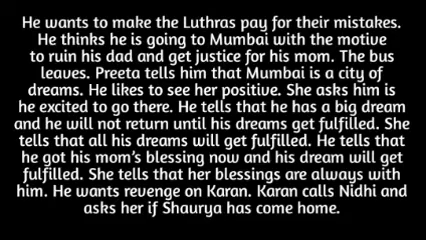 He wants to make the Luthras pay for their mistakes.
He thinks he is going to Mumbai with the motive
to ruin his dad and get justice for his mom. The bus
leaves. Preeta tells him that Mumbai is a city of
dreams. He likes to see her positive. She asks him is
he excited to go there. He tells that he has a big dream
and he will not return until his dreams get fulfilled. She
tells that all his dreams will get fulfilled. He tells that
he got his mom's blessing now and his dream will get
fulfilled. She tells that her blessings are always with
him. He wants revenge on Karan. Karan calls Nidhi and
asks her if Shaurya has come home.